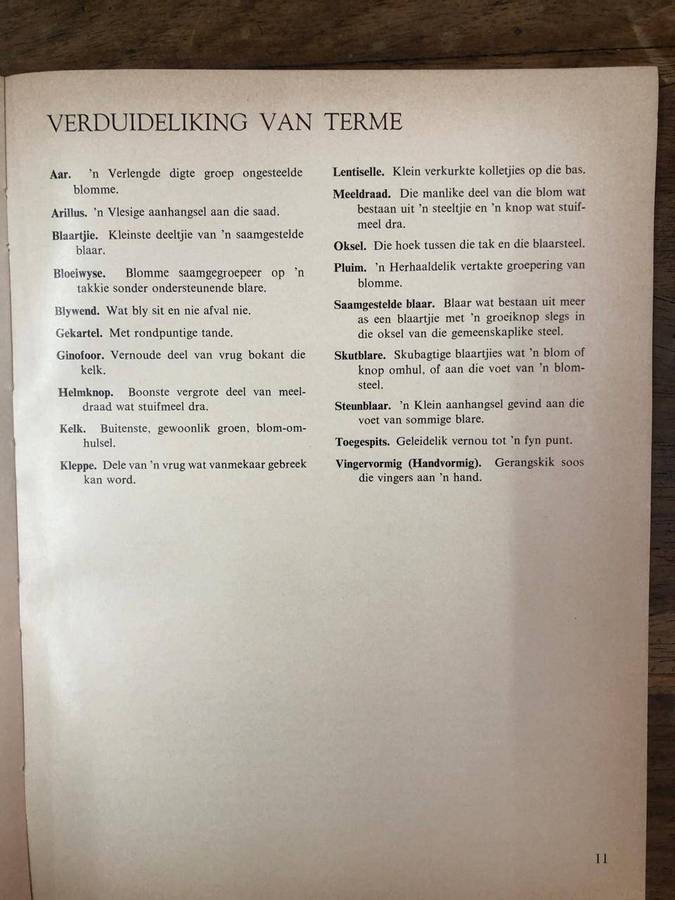 VERDUIDELIKING VAN TERME
Aar. 'n Verlengde digte groep ongesteelde
blomme.
Arillus. 'n Vlesige aanhangsel aan die saad.
Blaartjie. Kleinste deeltjie van 'n saamgestelde
blaar.
Bloeiwyse. Blomme saamgegroepeer op 'n
takkie sonder ondersteunende blare.
Blywend. Wat bly sit en nie afval nie.
Gekartel. Met rondpuntige tande.
Ginofoor. Vernoude deel van vrug bokant die
kelk.
Helmknop. Boonste vergrote deel van meel-
draad wat stuifmeel dra.
Kelk. Buitenste, gewoonlik groen, blom-om-
hulsel.
Kleppe. Dele van 'n vrug wat vanmekaar gebreek
kan word.
Lentiselle. Klein verkurkte kolletjies op die bas.
Meeldraad. Die manlike deel van die blom wat
bestaan uit 'n steeltjie en 'n knop wat stuif-
meel dra.
Oksel. Die hoek tussen die tak en die blaarsteel.
Pluim. 'n Herhaaldelik vertakte groepering van
blomme.
Saamgestelde blaar. Blaar wat bestaan uit meer
as een blaartjie met 'n groeiknop slegs in
die oksel van die gemeenskaplike steel.
Skutblare. Skubagtige blaartjies wat 'n blom of
knop omhul, of aan die voet van 'n blom-
steel.
Steunblaar. 'n Klein aanhangsel gevind aan die
voet van sommige blare.
Toegespits. Geleidelik vernou tot 'n fyn punt.
Vingervormig (Handvormig). Gerangskik soos
die vingers aan 'n hand.
11